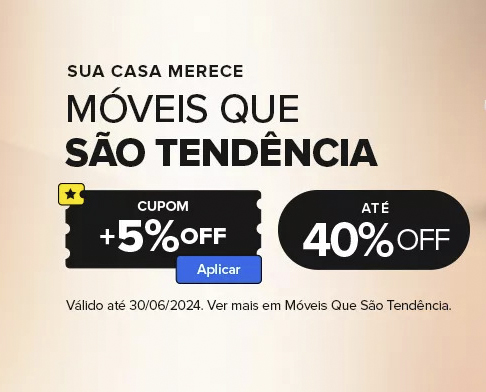 SUA CASA MERECE
MÓVEIS QUE
SÃO TENDÊNCIA
CUPOM
+5%OFF
Aplicar
ATÉ
40%OFF
Válido até 30/06/2024. Ver mais em Móveis Que São Tendência.